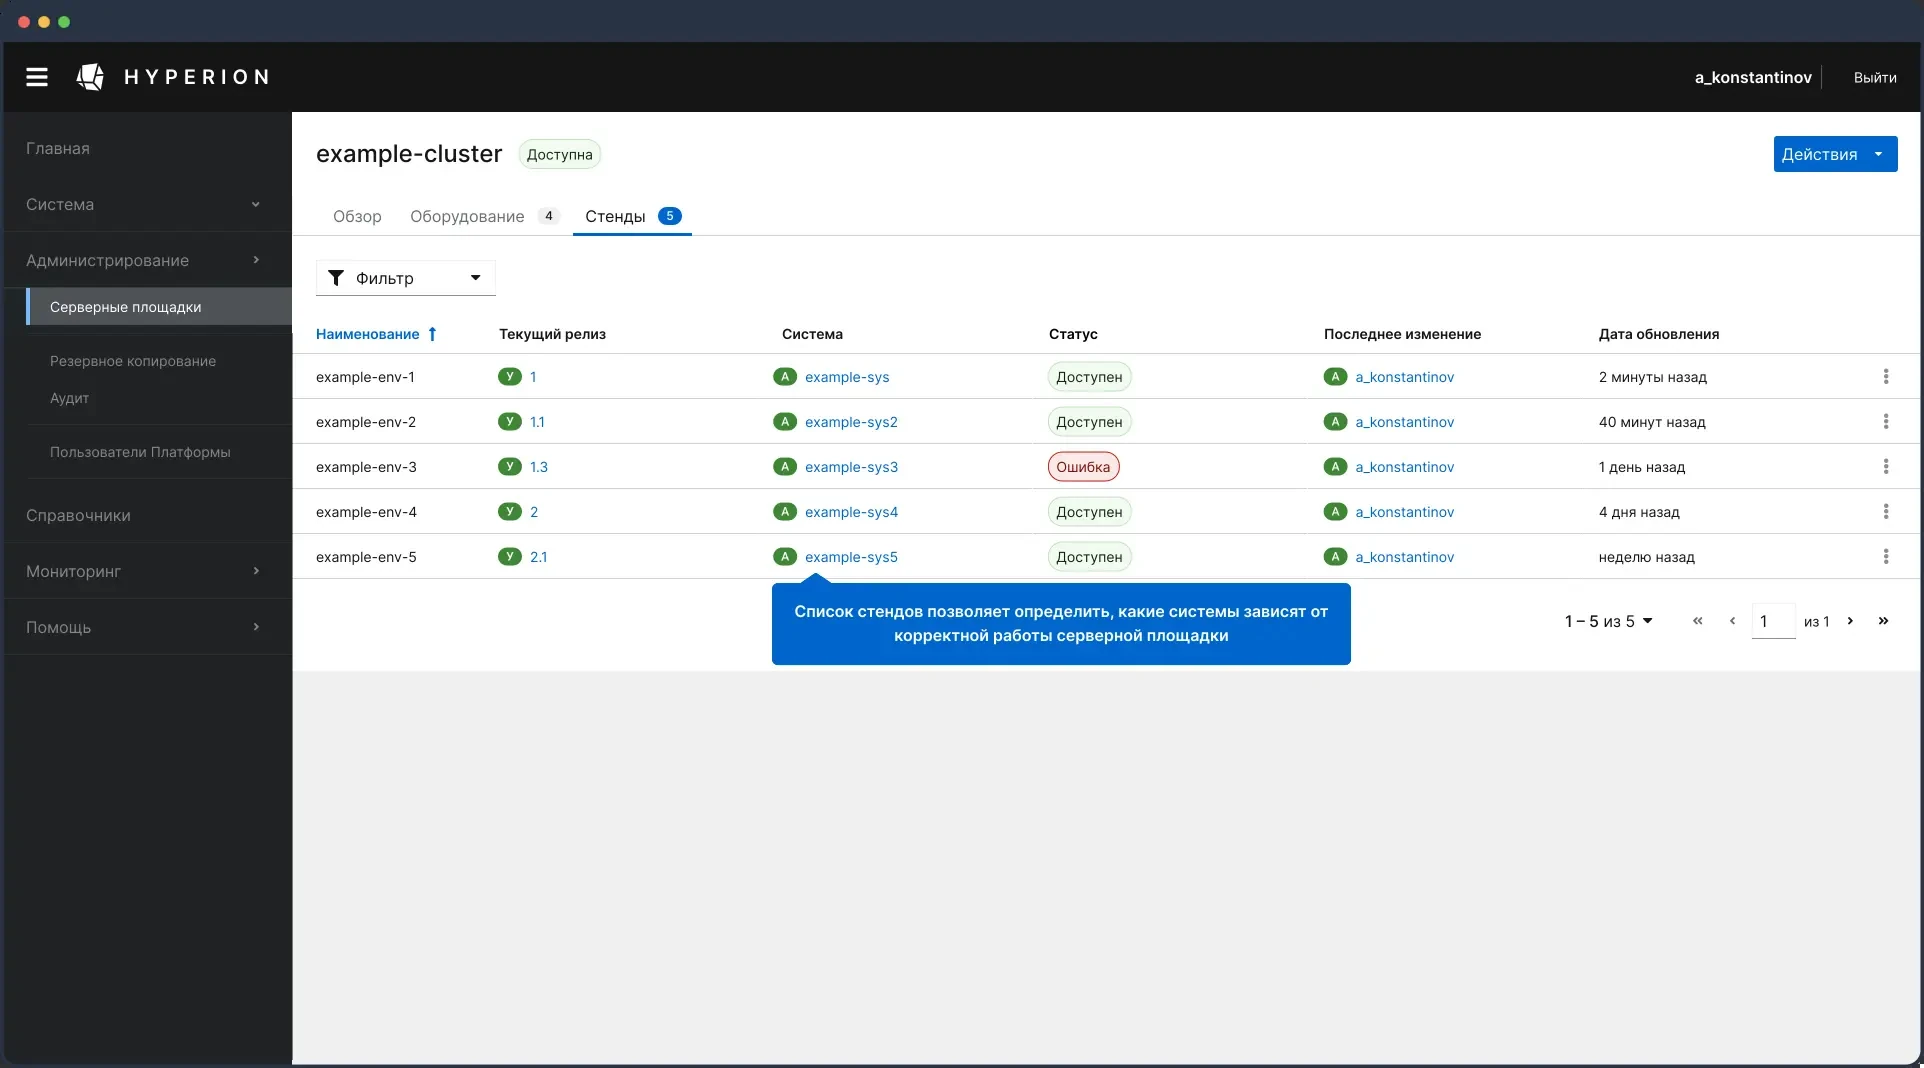 HYPERION
a_konstantinov
Выйти
Главная
Система
Администрирование
Серверные площадки
Резервное копирование
Аудит
Пользователи Платформы
Справочники
Мониторинг
Помощь
example-cluster
Доступна
Действия
Обзор
Оборудование 4
Стенды 5
Фильтр
Наименование
Текущий релиз
Система
Статус
Последнее изменение
Дата обновления
example-env-1 У 1 А example-sys Доступен А a_konstantinov 2 минуты назад
example-env-2 У 1.1 А example-sys2 Доступен А a_konstantinov 40 минут назад
example-env-3 У 1.3 А example-sys3 Ошибка А a_konstantinov 1 день назад
example-env-4 У 2 А example-sys4 Доступен А a_konstantinov 4 дня назад
example-env-5 У 2.1 А example-sys5 Доступен А a_konstantinov неделю назад
Список стендов позволяет определить, какие системы зависят от
корректной работы серверной площадки
1 – 5 из 5
1 из 1